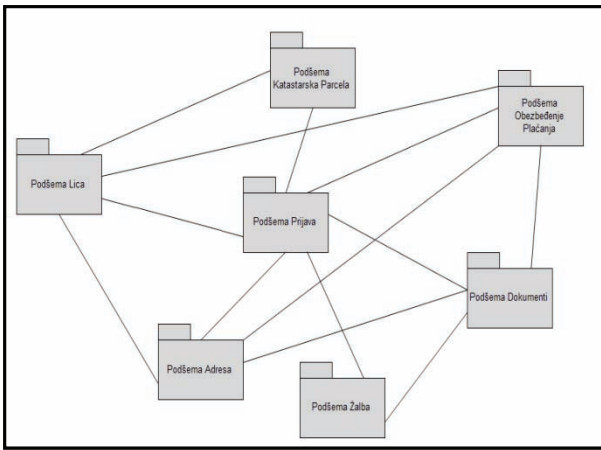 Podšema
Katastarska Parcela
Podšema
Obezbeđenje
Plaćanja
Podšema Lica
Podšema Prijava
Podšema Dokumenti
Podšema Adresa
Podšema Žalba